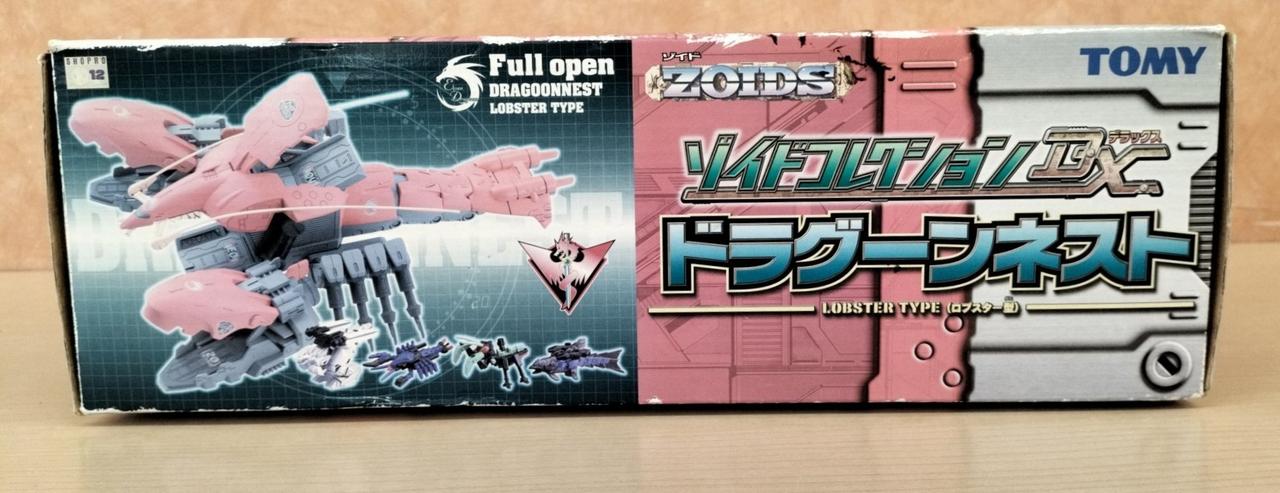 SHOPRO
12
Full open
DRAGOONNEST
LOBSTER TYPE
ゾイド
ZOIDS
TOMY
ゾイドコレクションDX
デラックス
ドラグーンネスト
LOBSTER TYPE (ロブスター型)